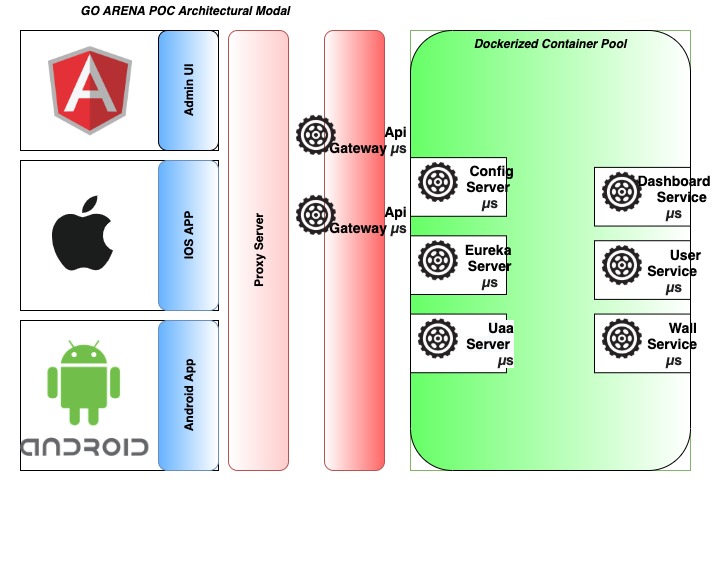 GO ARENA POC Architectural Modal
Dockerized Container Pool
Admin UI
IOS APP
Android App
ANDROID
Proxy Server
Api
Gateway µs
Api
Gateway µs
Config
Server
µs
Eureka
Server
µs
Uaa
Server
µs
Dashboard
Service
µs
User
Service
µs
Wall
Service
µs